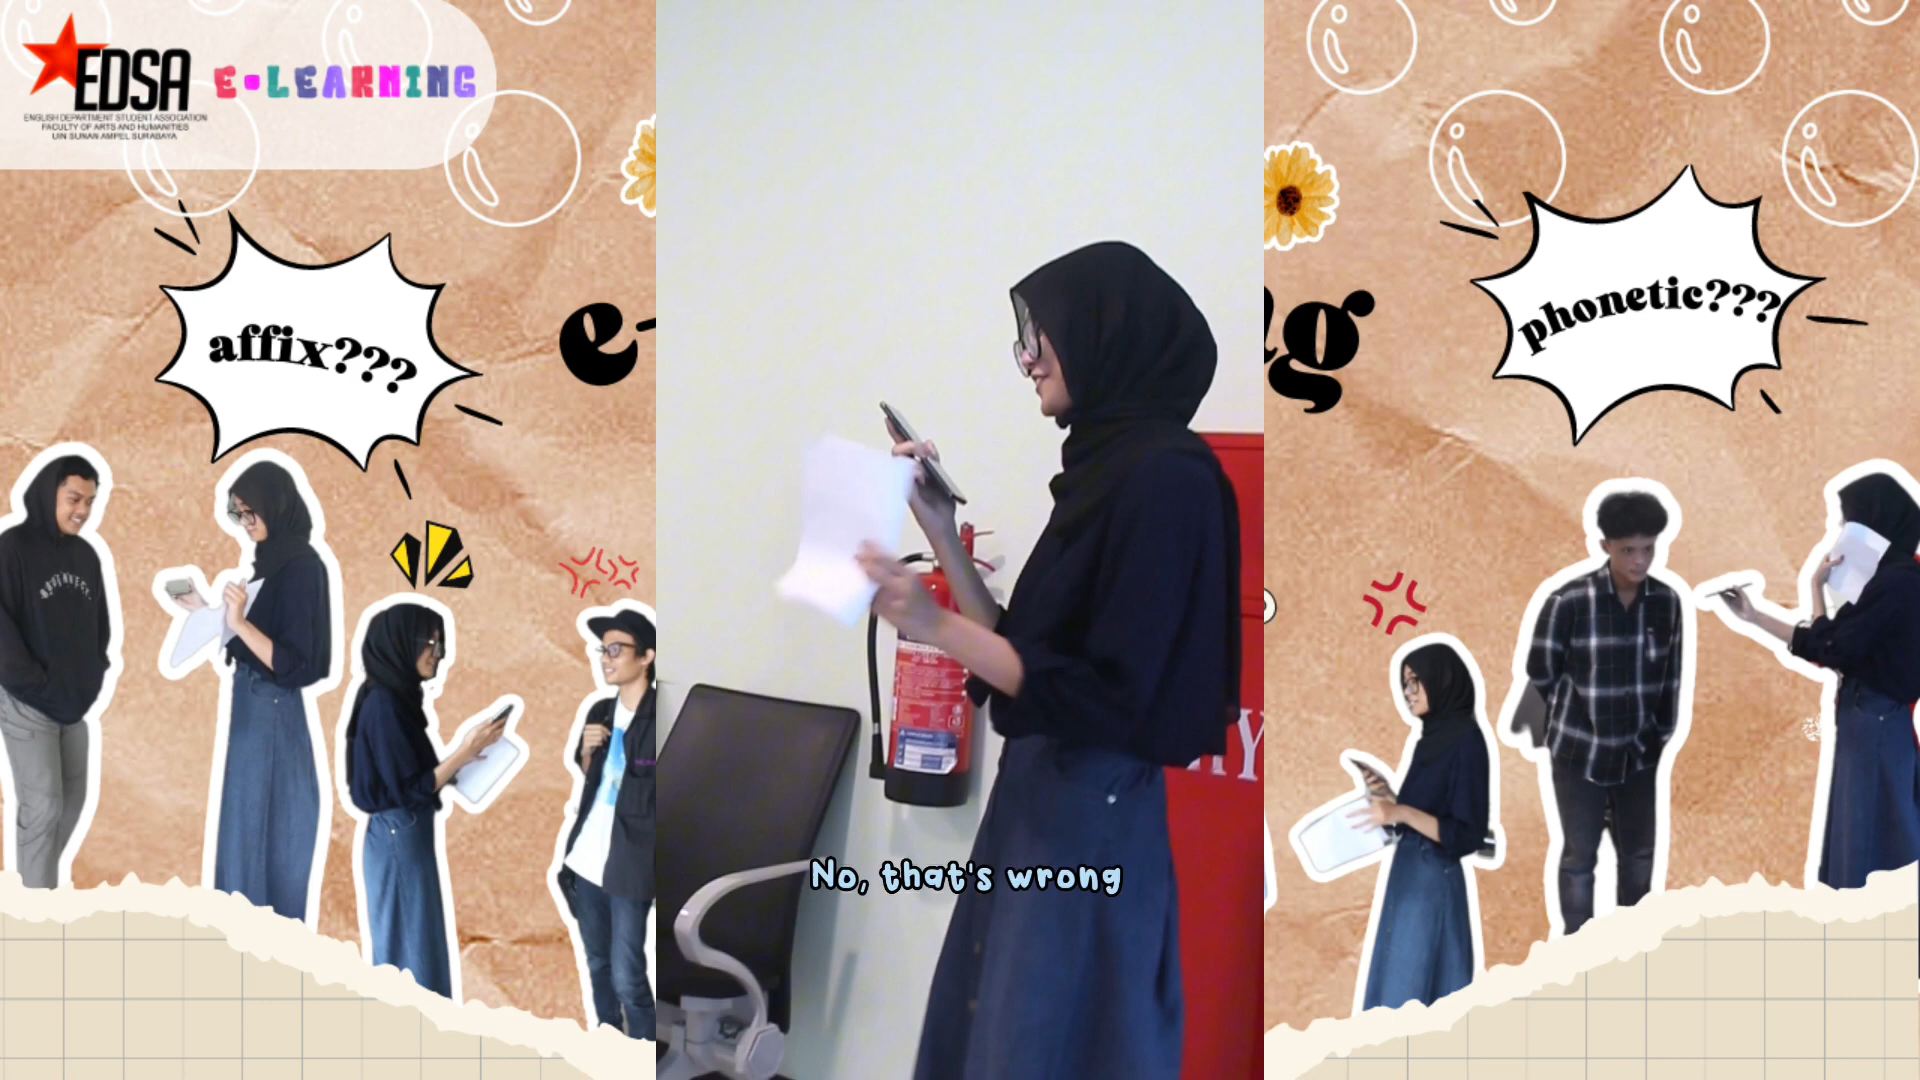 EDSA
E-LEARNING
ENGLISH DEPARTMENT STUDENT ASSOCIATION
FACULTY OF ARTS AND HUMANITIES
UIN SUNAN AMPEL SURABAYA
affix???
e-
g
phonetic???
No, that's wrong